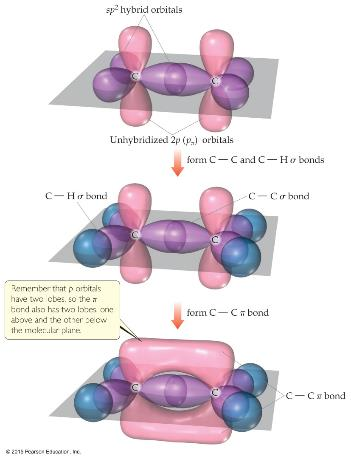 sp² hybrid orbitals
C
C
Unhybridized 2p (pz) orbitals
form C — C and C — H σ bonds
C — H σ bond
C — C σ bond
C
C
Remember that p orbitals
have two lobes, so the π
bond also has two lobes, one
above and the other below
the molecular plane.
form C — C π bond
C
C
C — C π bond
© 2015 Pearson Education, Inc.